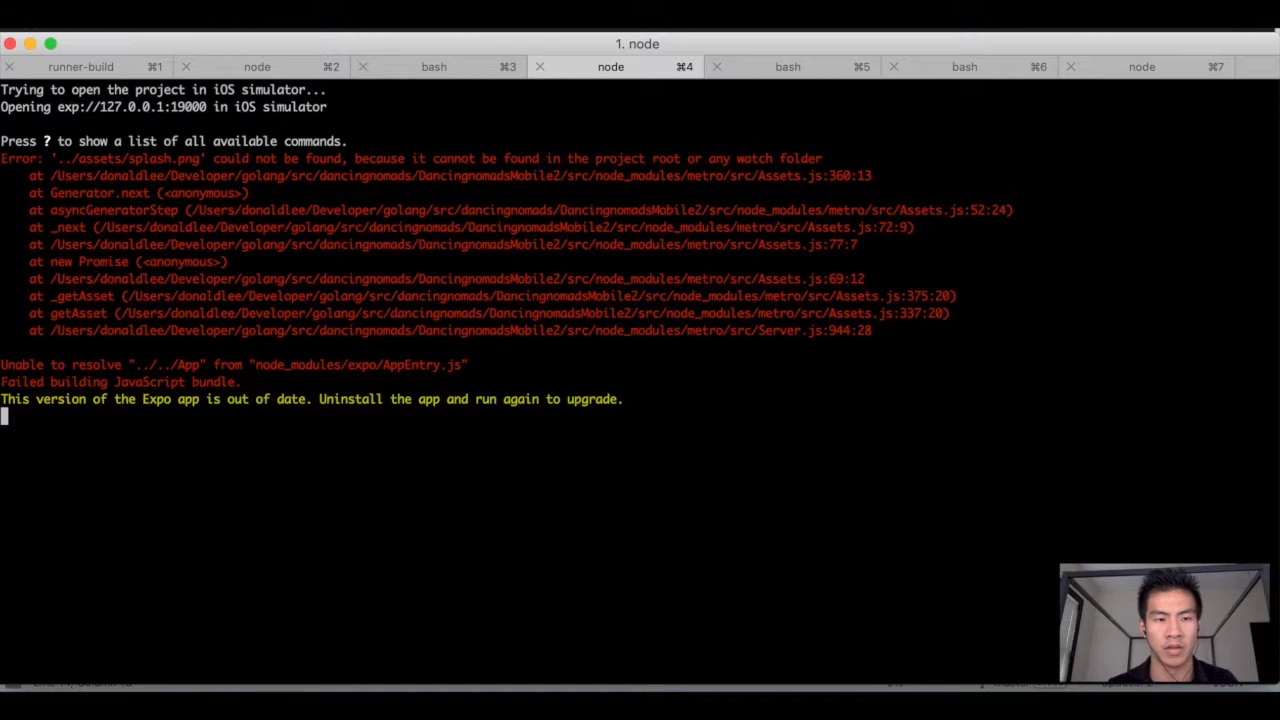 1. node
runner-build ⌘1 node ⌘2 bash ⌘3 node ⌘4 bash ⌘5 bash ⌘6 node ⌘7
Trying to open the project in iOS simulator...
Opening exp://127.0.0.1:19000 in iOS simulator
Press ? to show a list of all available commands.
Error: '../assets/splash.png' could not be found, because it cannot be found in the project root or any watch folder
at /Users/donaldlee/Developer/golang/src/dancingnomads/DancingnomadsMobile2/src/node_modules/metro/src/Assets.js:360:13
at Generator.next (<anonymous>)
at asyncGeneratorStep (/Users/donaldlee/Developer/golang/src/dancingnomads/DancingnomadsMobile2/src/node_modules/metro/src/Assets.js:52:24)
at _next (/Users/donaldlee/Developer/golang/src/dancingnomads/DancingnomadsMobile2/src/node_modules/metro/src/Assets.js:72:9)
at /Users/donaldlee/Developer/golang/src/dancingnomads/DancingnomadsMobile2/src/node_modules/metro/src/Assets.js:77:7
at new Promise (<anonymous>)
at /Users/donaldlee/Developer/golang/src/dancingnomads/DancingnomadsMobile2/src/node_modules/metro/src/Assets.js:69:12
at _getAsset (/Users/donaldlee/Developer/golang/src/dancingnomads/DancingnomadsMobile2/src/node_modules/metro/src/Assets.js:375:20)
at getAsset (/Users/donaldlee/Developer/golang/src/dancingnomads/DancingnomadsMobile2/src/node_modules/metro/src/Assets.js:337:20)
at /Users/donaldlee/Developer/golang/src/dancingnomads/DancingnomadsMobile2/src/node_modules/metro/src/Server.js:944:28
Unable to resolve "../../App" from "node_modules/expo/AppEntry.js"
Failed building JavaScript bundle.
This version of the Expo app is out of date. Uninstall the app and run again to upgrade.